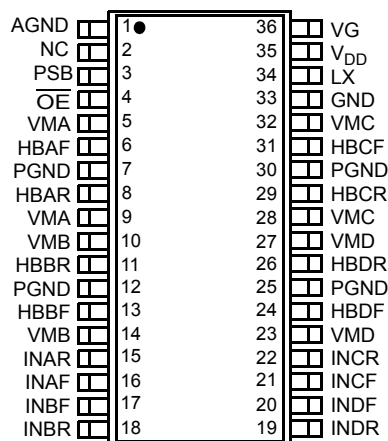 AGND 1 36 VG
NC 2 35 VDD
PSB 3 34 LX
OE 4 33 GND
VMA 5 32 VMC
HBAF 6 31 HBCF
PGND 7 30 PGND
HBAR 8 29 HBCR
VMA 9 28 VMC
VMB 10 27 VMD
HBBR 11 26 HBDR
PGND 12 25 PGND
HBBF 13 24 HBDF
VMB 14 23 VMD
INAR 15 22 INCR
INAF 16 21 INCF
INBF 17 20 INDF
INBR 18 19 INDR